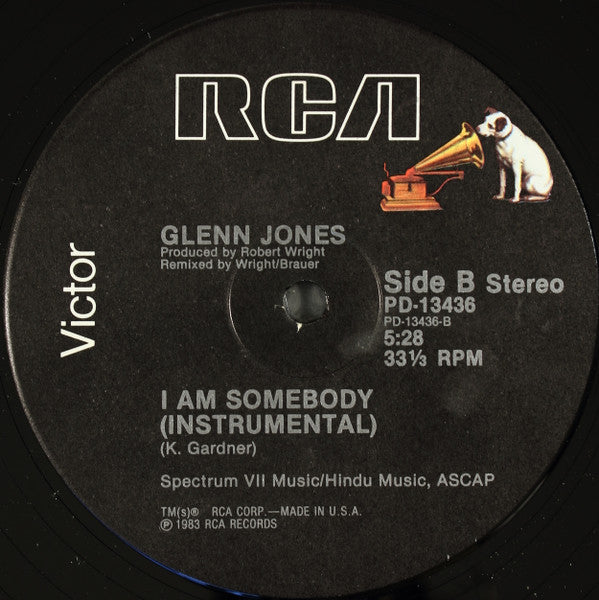 RCA
Victor
GLENN JONES
Produced by Robert Wright
Remixed by Wright/Brauer
Side B Stereo
PD-13436
PD-13436-B
5:28
33⅓ RPM
I AM SOMEBODY
(INSTRUMENTAL)
(K. Gardner)
Spectrum VII Music/Hindu Music, ASCAP
TM(s)® RCA CORP.—MADE IN U.S.A.
℗ 1983 RCA RECORDS